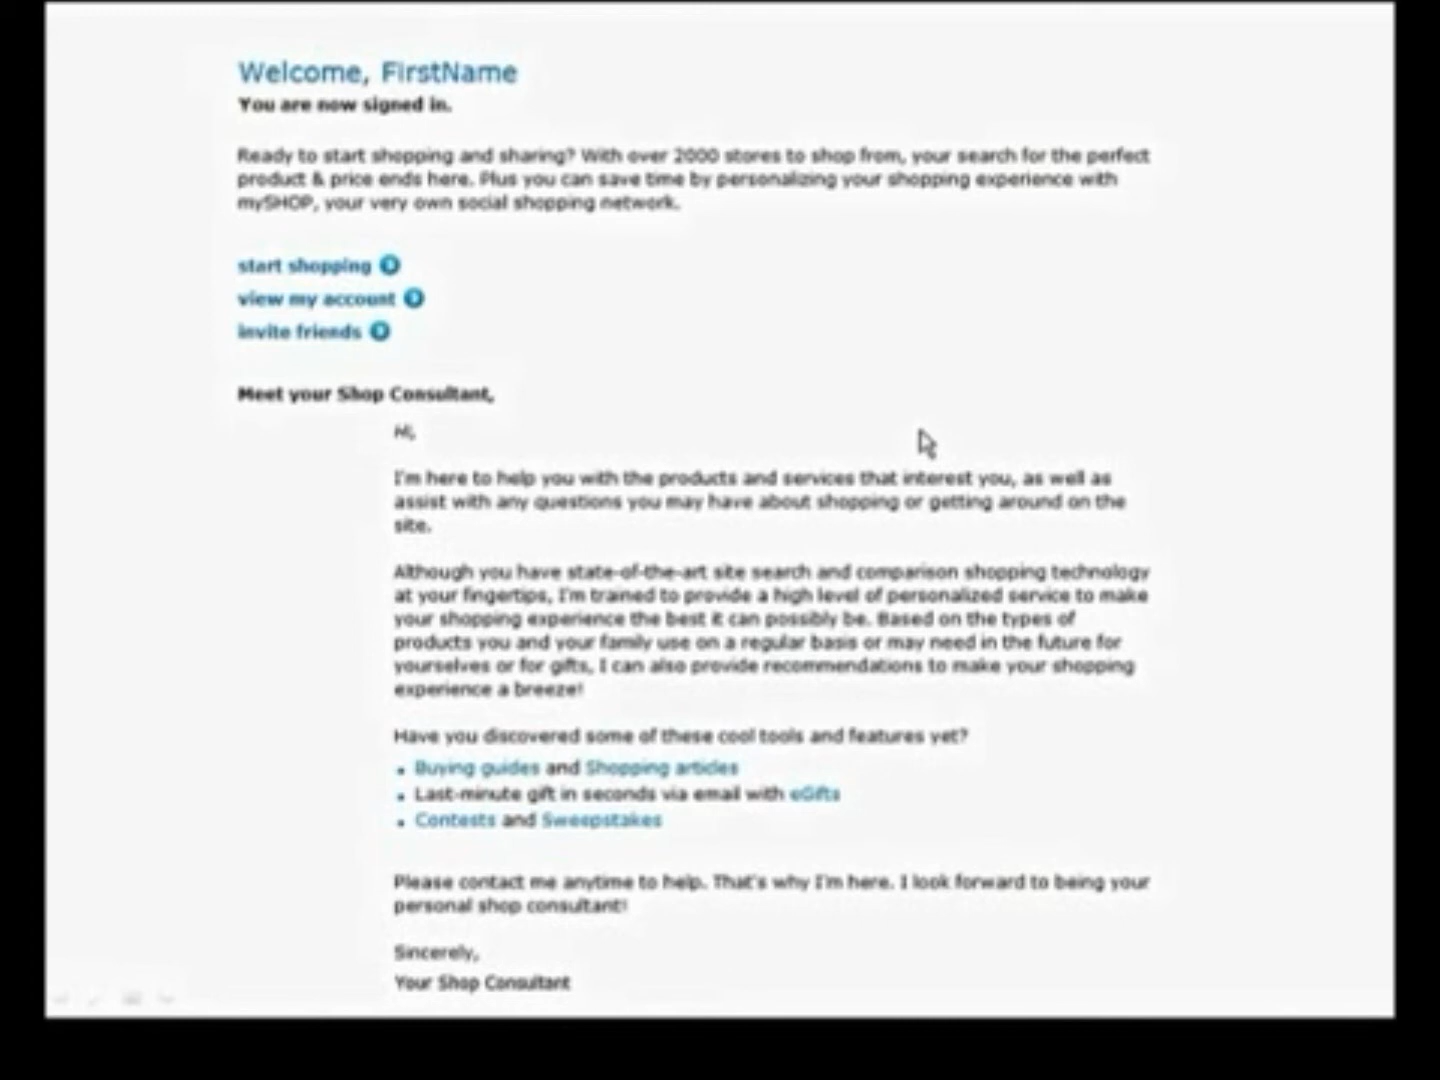 Welcome, FirstName
You are now signed in.
Ready to start shopping and sharing? With over 2000 stores to shop from, your search for the perfect
product & price ends here. Plus you can save time by personalizing your shopping experience with
mySHOP, your very own social shopping network.
start shopping
view my account
invite friends
Meet your Shop Consultant,
Hi,
I'm here to help you with the products and services that interest you, as well as
assist with any questions you may have about shopping or getting around on the
site.
Although you have state-of-the-art site search and comparison shopping technology
at your fingertips, I'm trained to provide a high level of personalized service to make
your shopping experience the best it can possibly be. Based on the types of
products you and your family use on a regular basis or may need in the future for
yourselves or for gifts, I can also provide recommendations to make your shopping
experience a breeze!
Have you discovered some of these cool tools and features yet?
• Buying guides and Shopping articles
• Last-minute gift in seconds via email with eGifts
• Contests and Sweepstakes
Please contact me anytime to help. That's why I'm here. I look forward to being your
personal shop consultant!
Sincerely,
Your Shop Consultant